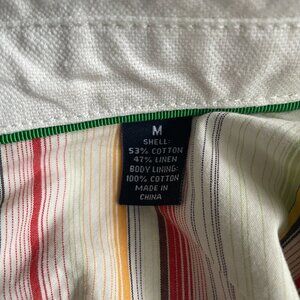 M
SHELL:
53% COTTON
47% LINEN
BODY LINING:
100% COTTON
MADE IN
CHINA